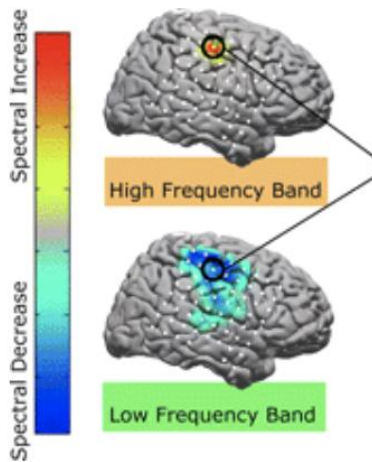 Spectral Increase
High Frequency Band
Spectral Decrease
Low Frequency Band